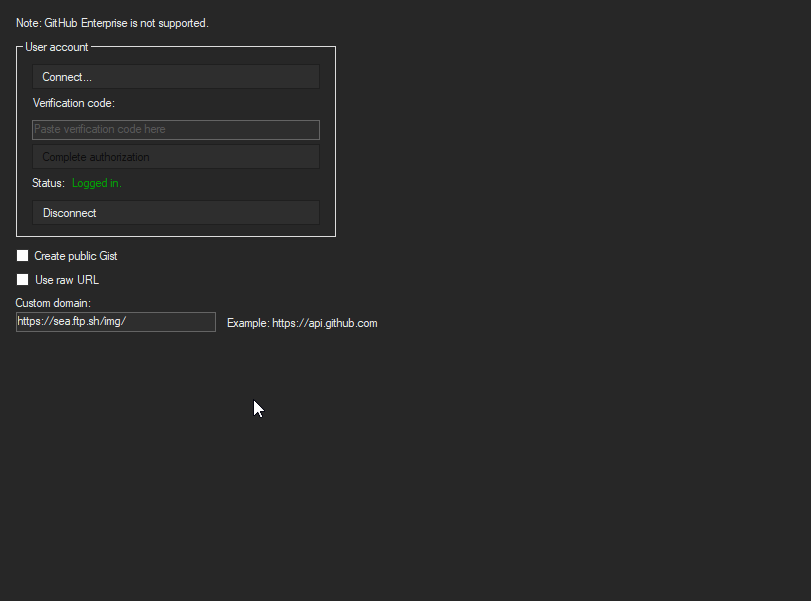 Note: GitHub Enterprise is not supported.
User account
Connect...
Verification code:
Paste verification code here
Complete authorization
Status: Logged in.
Disconnect
Create public Gist
Use raw URL
Custom domain:
https://sea.ftp.sh/img/ Example: https://api.github.com